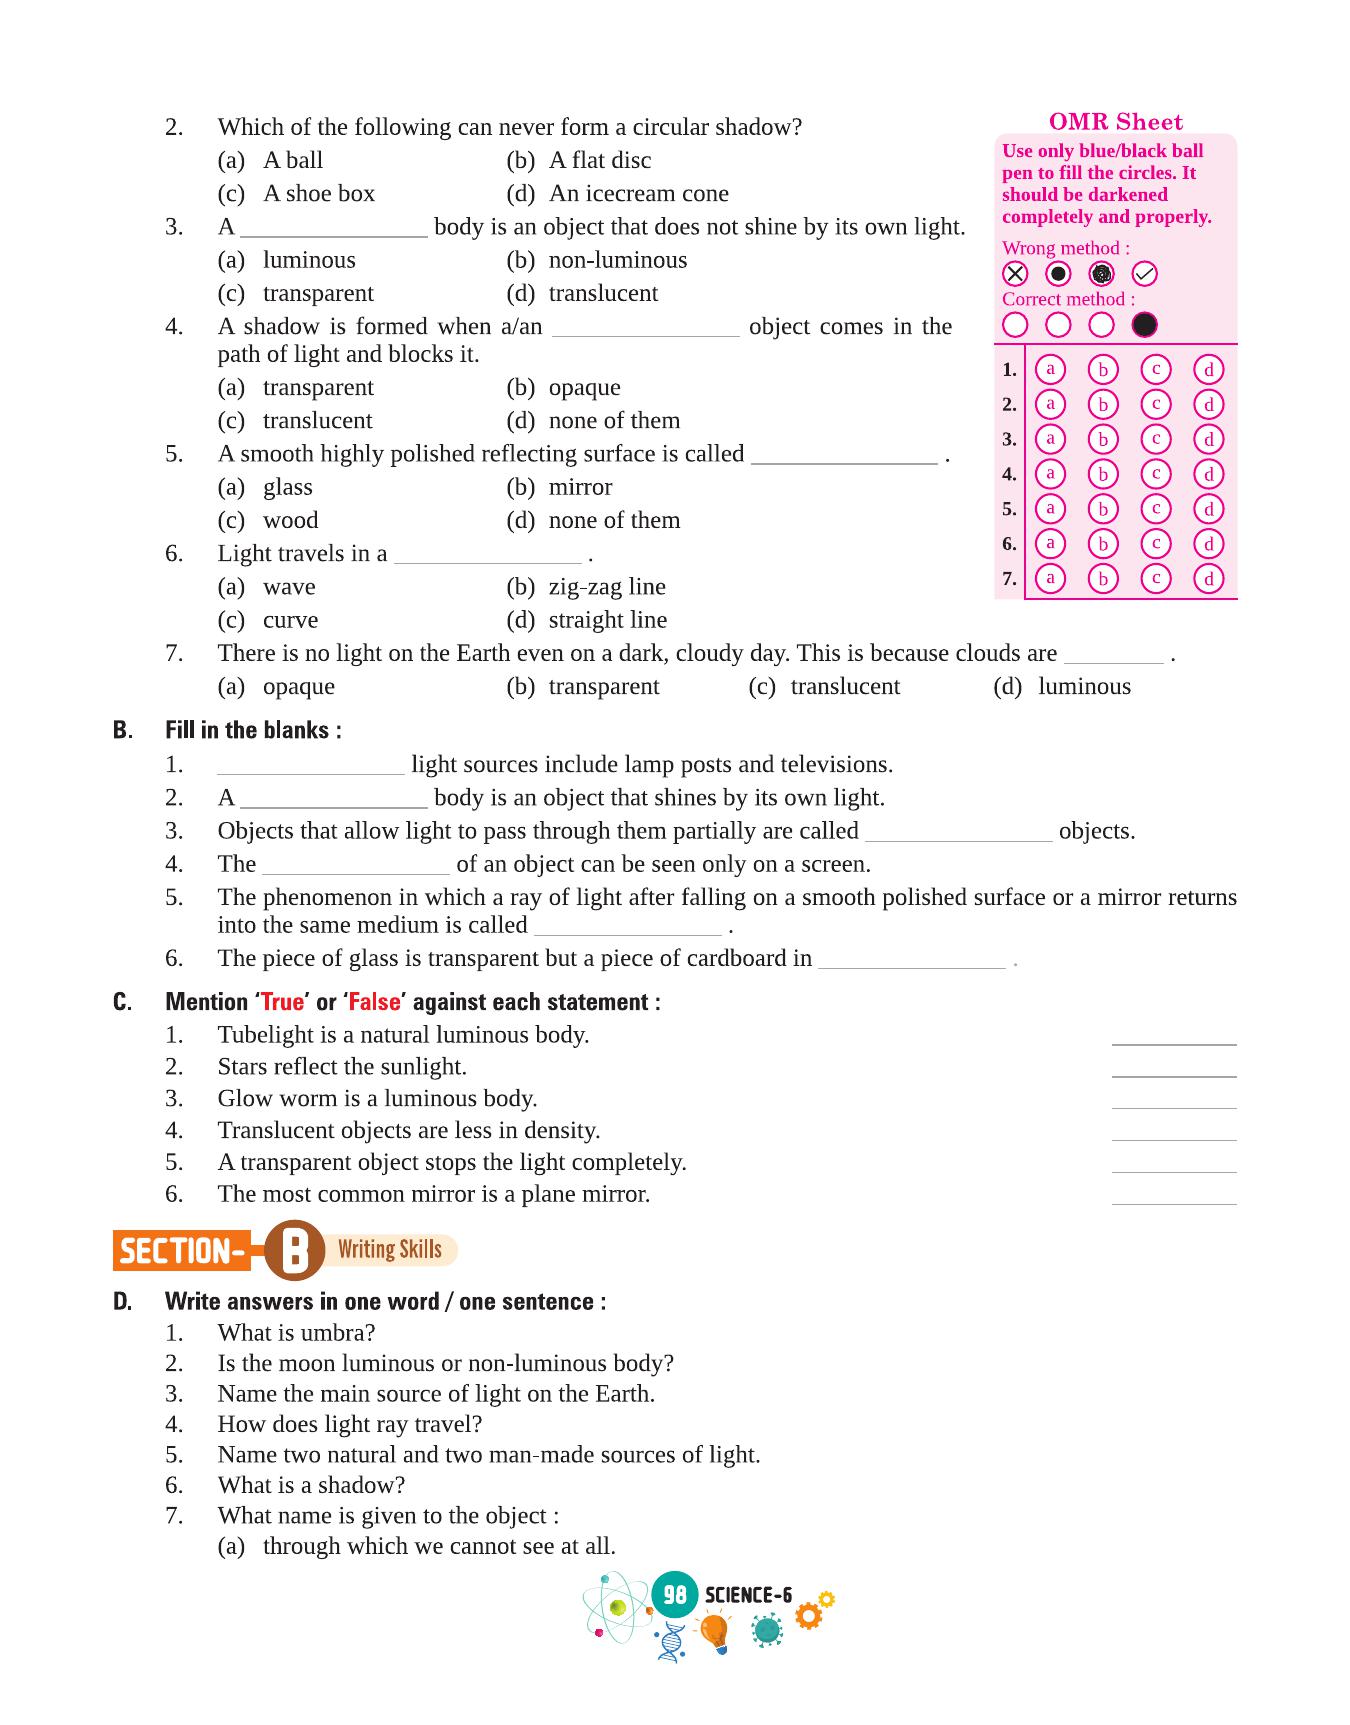 2. Which of the following can never form a circular shadow?
(a) A ball (b) A flat disc
(c) A shoe box (d) An icecream cone
3. A ____________ body is an object that does not shine by its own light.
(a) luminous (b) non-luminous
(c) transparent (d) translucent
4. A shadow is formed when a/an ____________ object comes in the
path of light and blocks it.
(a) transparent (b) opaque
(c) translucent (d) none of them
5. A smooth highly polished reflecting surface is called ____________ .
(a) glass (b) mirror
(c) wood (d) none of them
6. Light travels in a ____________ .
(a) wave (b) zig-zag line
(c) curve (d) straight line
7. There is no light on the Earth even on a dark, cloudy day. This is because clouds are ________ .
(a) opaque (b) transparent (c) translucent (d) luminous
OMR Sheet
Use only blue/black ball
pen to fill the circles. It
should be darkened
completely and properly.
Wrong method :
Correct method :
1. a b c d
2. a b c d
3. a b c d
4. a b c d
5. a b c d
6. a b c d
7. a b c d
B. Fill in the blanks :
1. ____________ light sources include lamp posts and televisions.
2. A ____________ body is an object that shines by its own light.
3. Objects that allow light to pass through them partially are called ____________ objects.
4. The ____________ of an object can be seen only on a screen.
5. The phenomenon in which a ray of light after falling on a smooth polished surface or a mirror returns
into the same medium is called ____________ .
6. The piece of glass is transparent but a piece of cardboard in ____________ .
C. Mention ‘True’ or ‘False’ against each statement :
1. Tubelight is a natural luminous body. ________
2. Stars reflect the sunlight. ________
3. Glow worm is a luminous body. ________
4. Translucent objects are less in density. ________
5. A transparent object stops the light completely. ________
6. The most common mirror is a plane mirror. ________
SECTION-B Writing Skills
D. Write answers in one word / one sentence :
1. What is umbra?
2. Is the moon luminous or non-luminous body?
3. Name the main source of light on the Earth.
4. How does light ray travel?
5. Name two natural and two man-made sources of light.
6. What is a shadow?
7. What name is given to the object :
(a) through which we cannot see at all.
98 SCIENCE-6